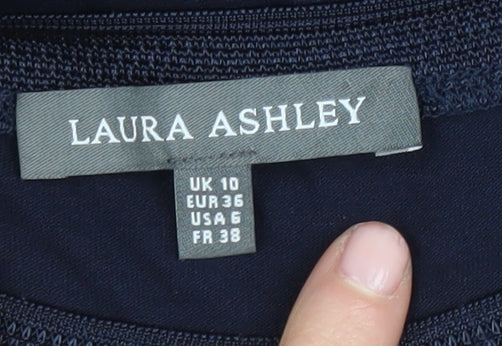 LAURA ASHLEY
UK 10
EUR 36
USA 6
FR 38